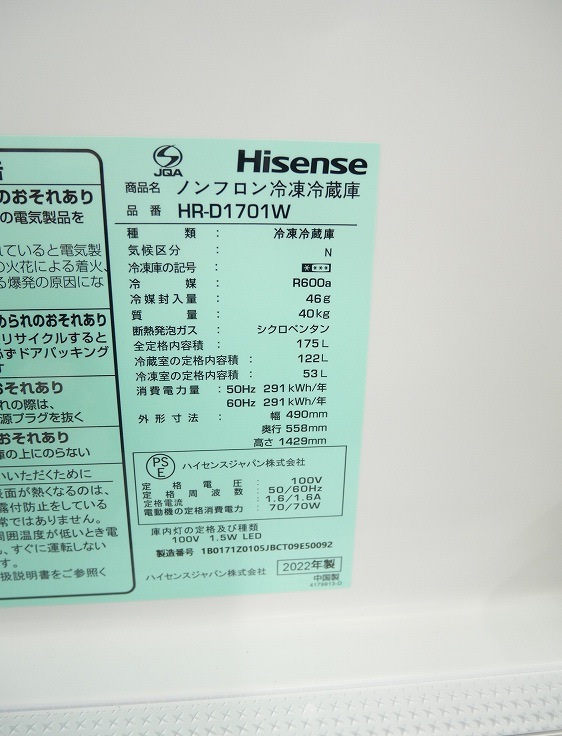 告
のおそれあり
の電気製品を
れていると電気製
の火花による着火、
る爆発の原因にな
められのおそれあり
リサイクルすると
必ずドアパッキング
おそれあり
れの際は、
源プラグを抜く
おそれあり
庫の上にのらない
いいただくために
表面が熱くなるのは、
露付防止をしている
常ではありません。
周囲温度が低いとき電
も、すぐに運転しない
扱説明書をご参照く
JQA
Hisense
商品名 ノンフロン冷凍冷蔵庫
品番 HR-D1701W
種類: 冷凍冷蔵庫
気候区分: N
冷凍庫の記号: ****
冷媒: R600a
冷媒封入量: 46g
質量: 40kg
断熱発泡ガス: シクロペンタン
全定格内容積: 175L
冷蔵室の定格内容積: 122L
冷凍室の定格内容積: 53L
消費電力量: 50Hz 291kWh/年
60Hz 291kWh/年
外形寸法: 幅 490mm
奥行 558mm
高さ 1429mm
PSE ハイセンスジャパン株式会社
定格電圧: 100V
定格周波数: 50/60Hz
定格電流: 1.6/1.6A
電動機の定格消費電力: 70/70W
庫内灯の定格及び種類
100V 1.5W LED
製造番号 1B0171Z0105JBCT09E50092
ハイセンスジャパン株式会社 2022年製
中国製